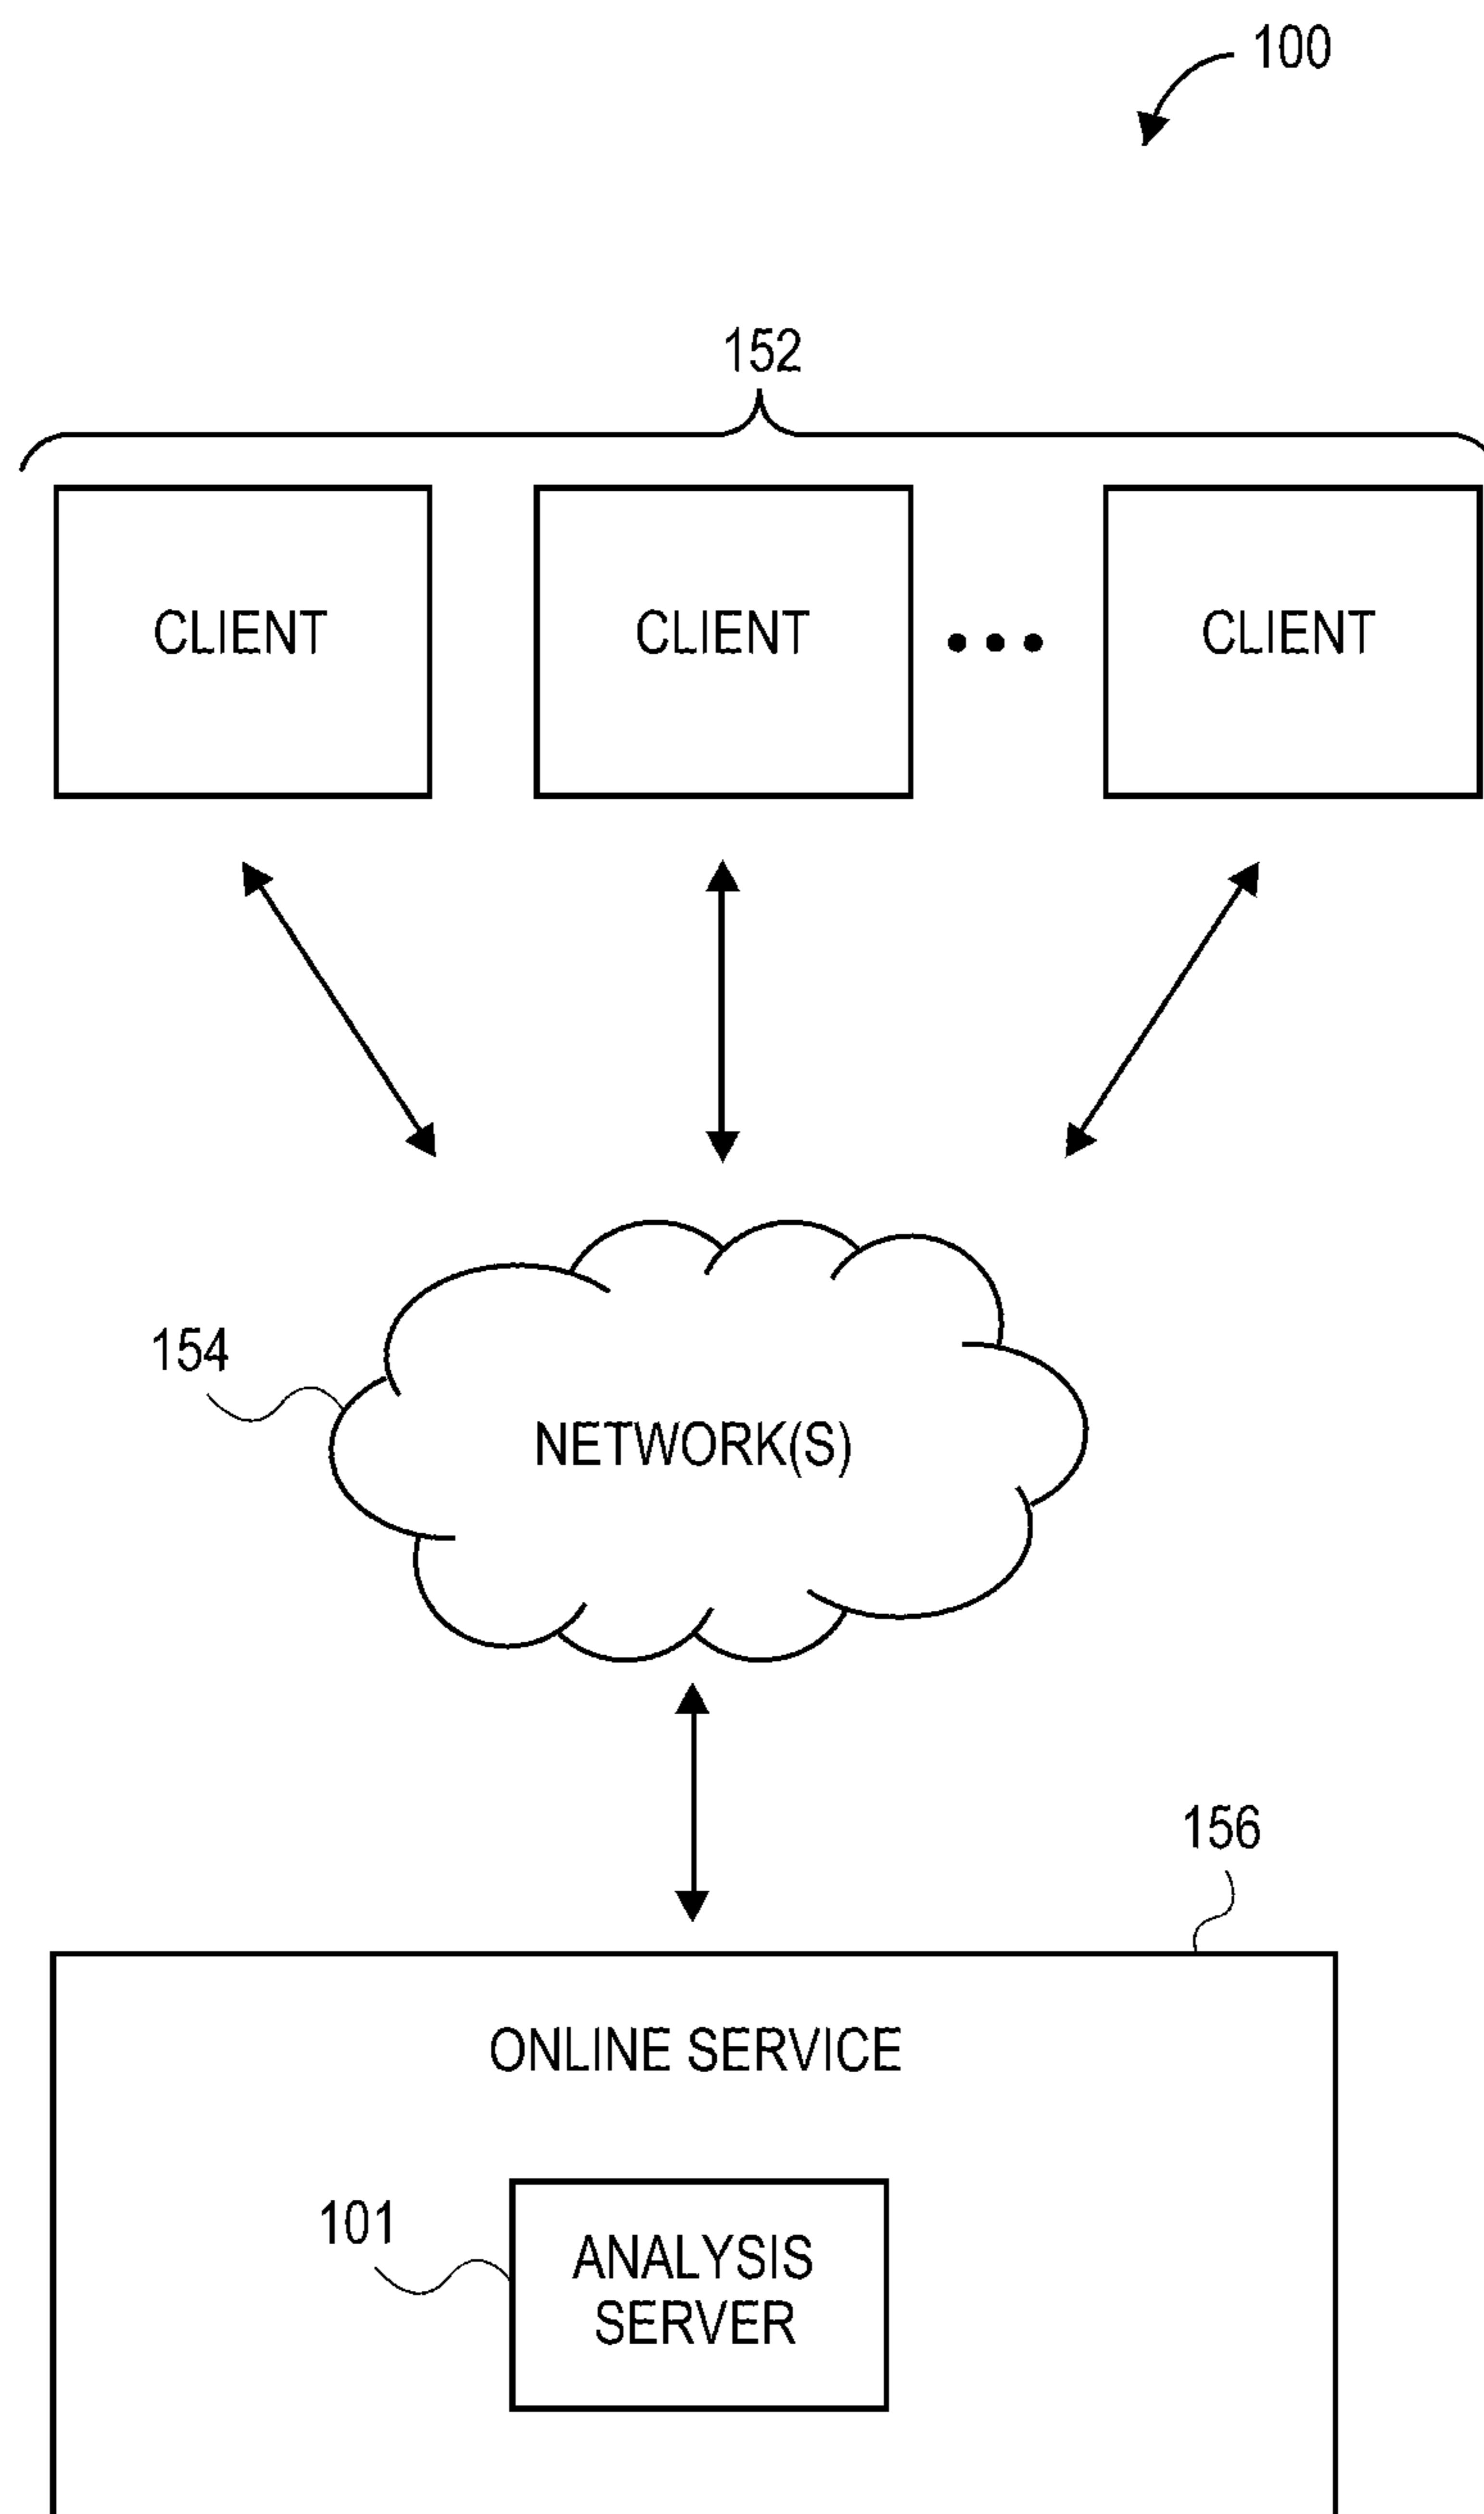 100
152
CLIENT
CLIENT
CLIENT
154
NETWORK(S)
156
ONLINE SERVICE
101
ANALYSIS
SERVER